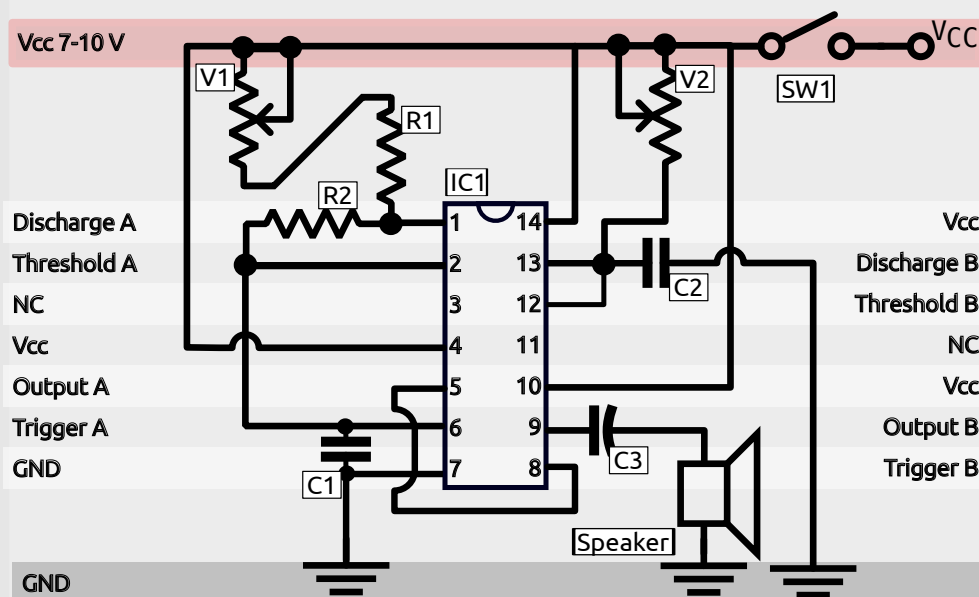 Vcc 7-10 V
VCC
V1
V2
SW1
R1
R2
IC1
Discharge A 1 14 Vcc
Threshold A 2 13 Discharge B
C2
NC 3 12 Threshold B
Vcc 4 11 NC
Output A 5 10 Vcc
Trigger A 6 9 Output B
GND 7 8 Trigger B
C3
C1
Speaker
GND